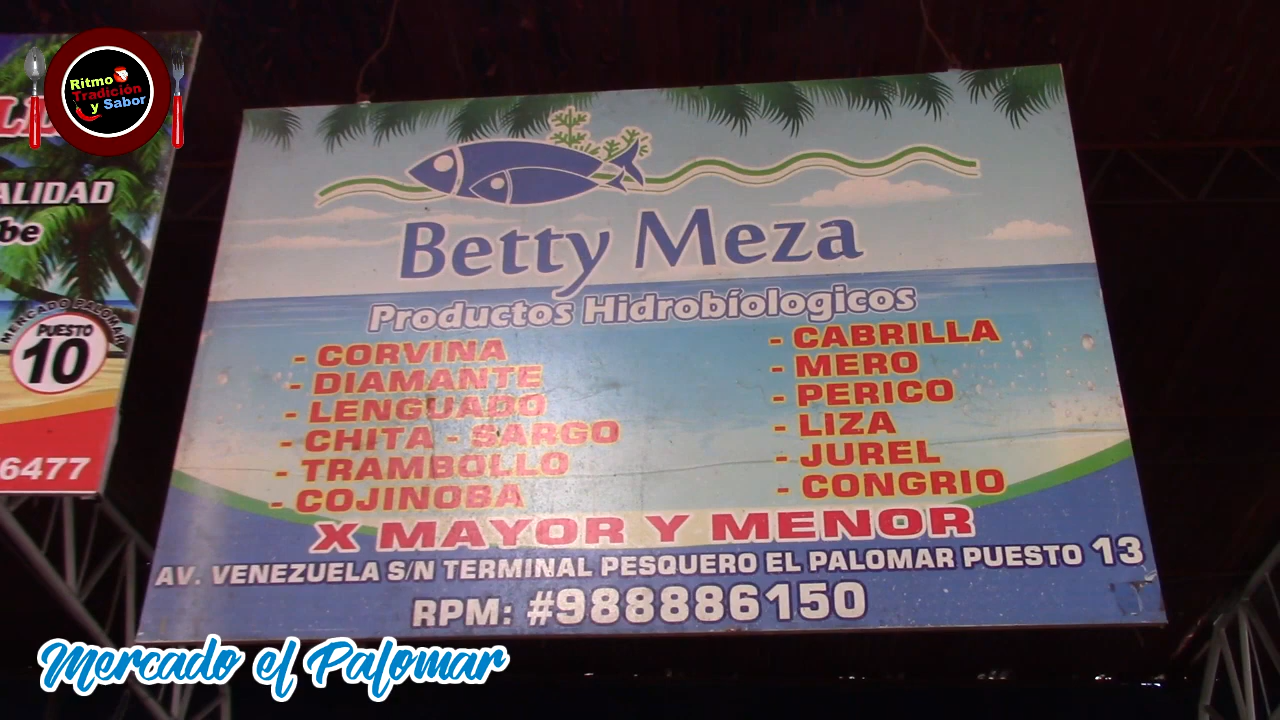 Ritmo
Tradición
y Sabor
ALIDAD
be
MERCADO PALOMAR
PUESTO
10
6477
Betty Meza
Productos Hidrobíologicos
- CORVINA
- DIAMANTE
- LENGUADO
- CHITA - SARGO
- TRAMBOLLO
- COJINOBA
- CABRILLA
- MERO
- PERICO
- LIZA
- JUREL
- CONGRIO
X MAYOR Y MENOR
AV. VENEZUELA S/N TERMINAL PESQUERO EL PALOMAR PUESTO 13
RPM: #988886150
Mercado el Palomar